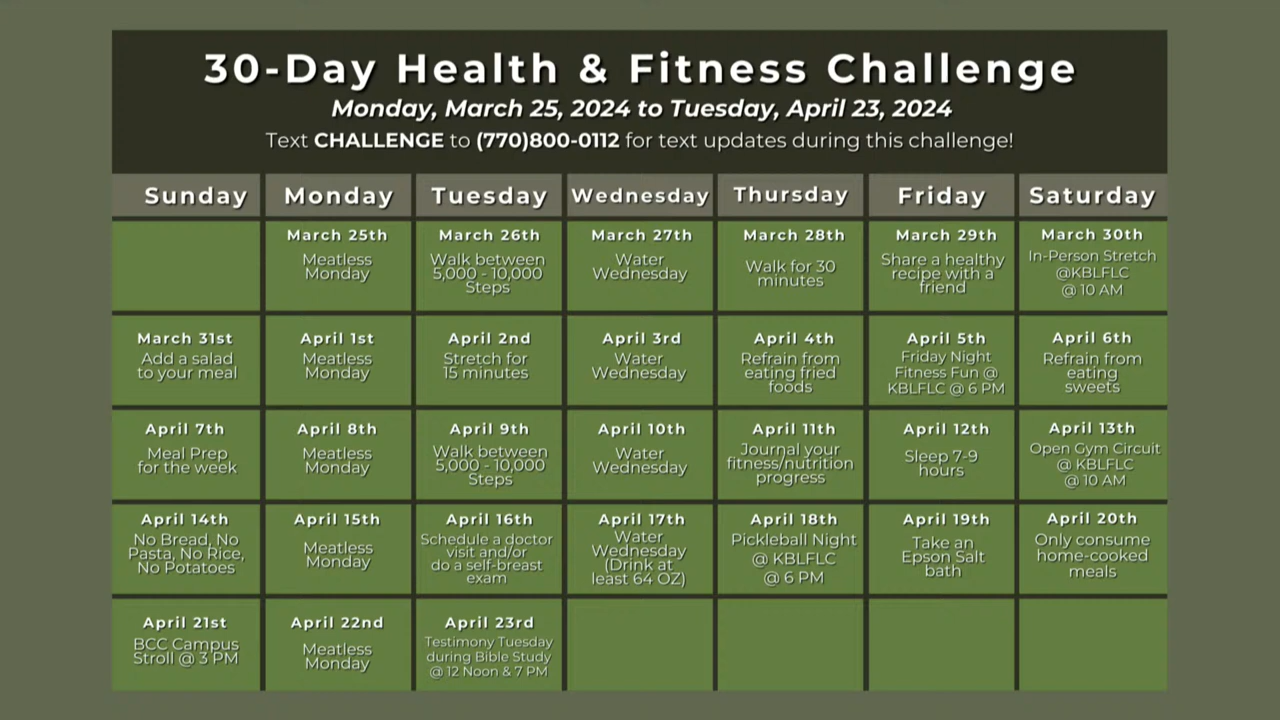 30-Day Health & Fitness Challenge
Monday, March 25, 2024 to Tuesday, April 23, 2024
Text CHALLENGE to (770)800-0112 for text updates during this challenge!
Sunday
Monday
Tuesday
Wednesday
Thursday
Friday
Saturday
March 25th
Meatless
Monday
March 26th
Walk between
5,000 - 10,000
Steps
March 27th
Water
Wednesday
March 28th
Walk for 30
minutes
March 29th
Share a healthy
recipe with a
friend
March 30th
In-Person Stretch
@KBLFLC
@ 10 AM
March 31st
Add a salad
to your meal
April 1st
Meatless
Monday
April 2nd
Stretch for
15 minutes
April 3rd
Water
Wednesday
April 4th
Refrain from
eating fried
foods
April 5th
Friday Night
Fitness Fun @
KBLFLC @ 6 PM
April 6th
Refrain from
eating
sweets
April 7th
Meal Prep
for the week
April 8th
Meatless
Monday
April 9th
Walk between
5,000 - 10,000
Steps
April 10th
Water
Wednesday
April 11th
Journal your
fitness/nutrition
progress
April 12th
Sleep 7-9
hours
April 13th
Open Gym Circuit
@ KBLFLC
@ 10 AM
April 14th
No Bread, No
Pasta, No Rice,
No Potatoes
April 15th
Meatless
Monday
April 16th
Schedule a doctor
visit and/or
do a self-breast
exam
April 17th
Water
Wednesday
(Drink at
least 64 OZ)
April 18th
Pickleball Night
@ KBLFLC
@ 6 PM
April 19th
Take an
Epson Salt
bath
April 20th
Only consume
home-cooked
meals
April 21st
BCC Campus
Stroll @ 3 PM
April 22nd
Meatless
Monday
April 23rd
Testimony Tuesday
during Bible Study
@ 12 Noon & 7 PM